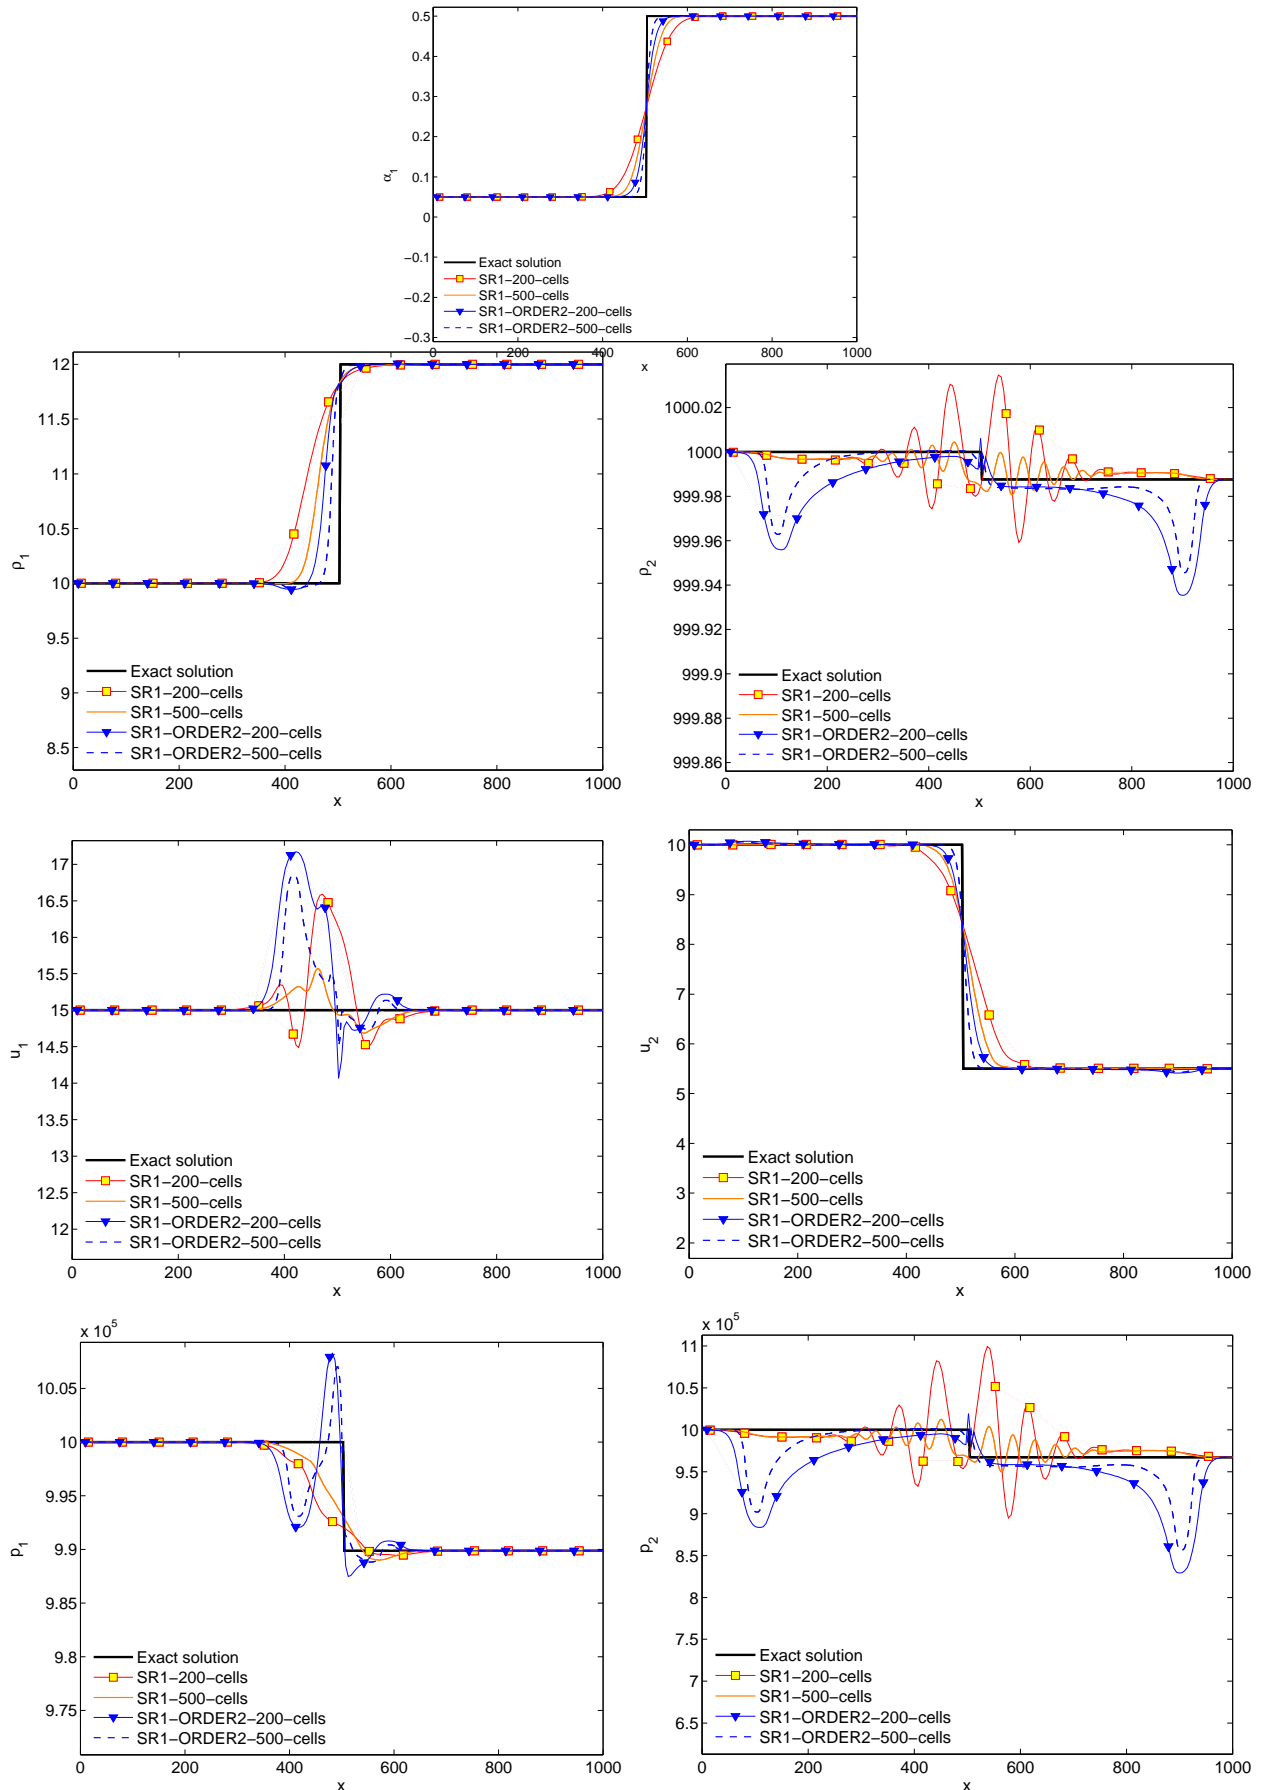 0.5
0.4
0.3
0.2
0.1
0
−0.1
−0.2
−0.3
α1
0 200 400 600 800 1000
x
Exact solution
SR1−200−cells
SR1−500−cells
SR1−ORDER2−200−cells
SR1−ORDER2−500−cells
12
11.5
11
10.5
10
9.5
9
8.5
ρ1
0 200 400 600 800 1000
x
Exact solution
SR1−200−cells
SR1−500−cells
SR1−ORDER2−200−cells
SR1−ORDER2−500−cells
1000.02
1000
999.98
999.96
999.94
999.92
999.9
999.88
999.86
ρ2
0 200 400 600 800 1000
x
Exact solution
SR1−200−cells
SR1−500−cells
SR1−ORDER2−200−cells
SR1−ORDER2−500−cells
17
16.5
16
15.5
15
14.5
14
13.5
13
12.5
12
u1
0 200 400 600 800 1000
x
Exact solution
SR1−200−cells
SR1−500−cells
SR1−ORDER2−200−cells
SR1−ORDER2−500−cells
10
9
8
7
6
5
4
3
2
u2
0 200 400 600 800 1000
x
Exact solution
SR1−200−cells
SR1−500−cells
SR1−ORDER2−200−cells
SR1−ORDER2−500−cells
x 10^5
10.05
10
9.95
9.9
9.85
9.8
9.75
p1
0 200 400 600 800 1000
x
Exact solution
SR1−200−cells
SR1−500−cells
SR1−ORDER2−200−cells
SR1−ORDER2−500−cells
x 10^5
11
10.5
10
9.5
9
8.5
8
7.5
7
6.5
p2
0 200 400 600 800 1000
x
Exact solution
SR1−200−cells
SR1−500−cells
SR1−ORDER2−200−cells
SR1−ORDER2−500−cells